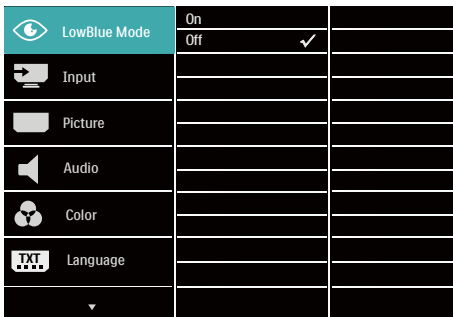 LowBlue Mode
On
Off
Input
Picture
Audio
Color
TXT
Language